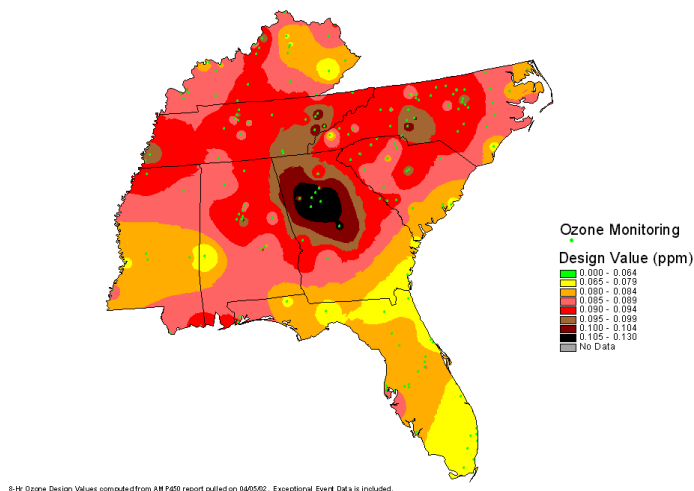 Ozone Monitoring
Design Value (ppm)
0.000 - 0.064
0.065 - 0.079
0.080 - 0.084
0.085 - 0.089
0.090 - 0.094
0.095 - 0.099
0.100 - 0.104
0.105 - 0.130
No Data
8-Hr Ozone Design Values computed from AMP450 report pulled on 04/05/02. Exceptional Event Data is included.